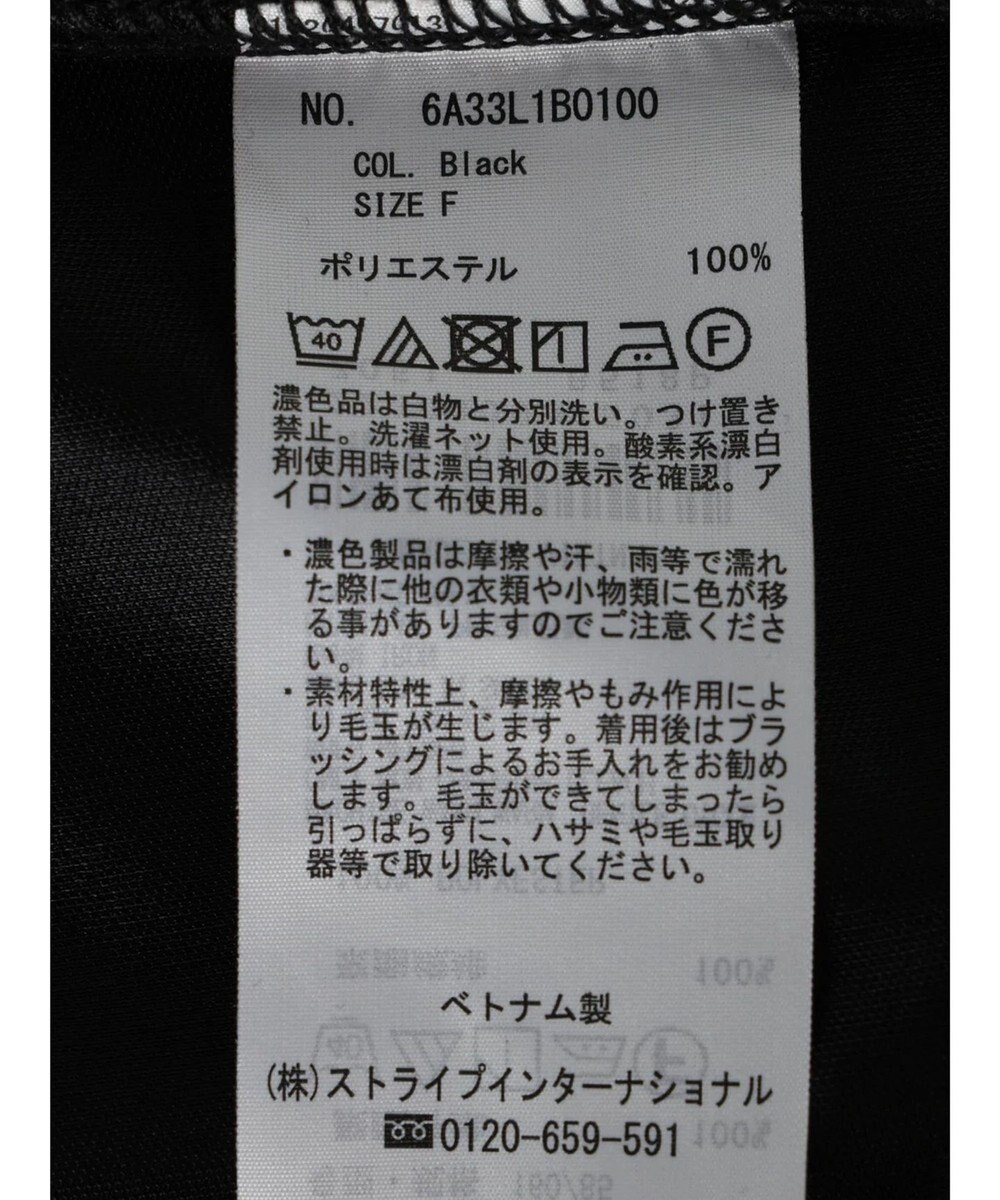 NO. 6A33L1B0100
COL. Black
SIZE F
ポリエステル 100%
40 F
濃色品は白物と分別洗い。つけ置き
禁止。洗濯ネット使用。酸素系漂白
剤使用時は漂白剤の表示を確認。ア
イロンあて布使用。
・濃色製品は摩擦や汗、雨等で濡れ
た際に他の衣類や小物類に色が移
る事がありますのでご注意くださ
い。
・素材特性上、摩擦やもみ作用によ
り毛玉が生じます。着用後はブラ
ッシングによるお手入れをお勧め
します。毛玉ができてしまったら
引っぱらずに、ハサミや毛玉取り
器等で取り除いてください。
ベトナム製
(株)ストライプインターナショナル
0120-659-591